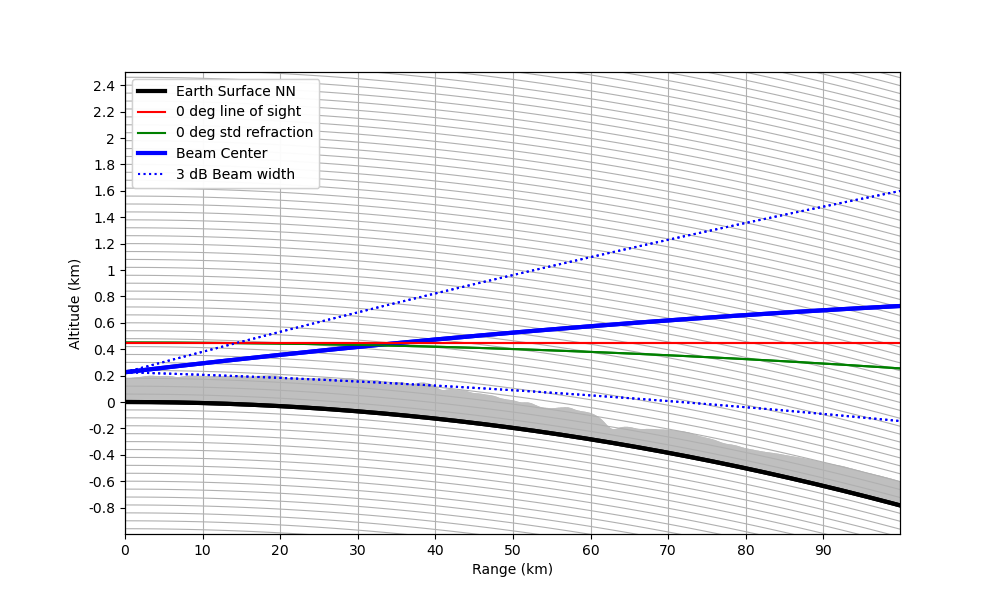 2.4
2.2
2
1.8
1.6
1.4
1.2
1
0.8
0.6
0.4
0.2
0
-0.2
-0.4
-0.6
-0.8
Altitude (km)
Earth Surface NN
0 deg line of sight
0 deg std refraction
Beam Center
3 dB Beam width
0 10 20 30 40 50 60 70 80 90
Range (km)